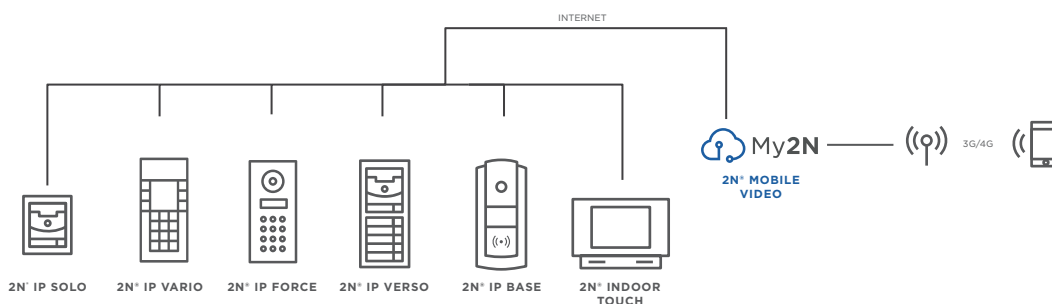 INTERNET
My2N
3G/4G
2N® MOBILE
VIDEO
2N® IP SOLO
2N® IP VARIO
2N® IP FORCE
2N® IP VERSO
2N® IP BASE
2N® INDOOR
TOUCH